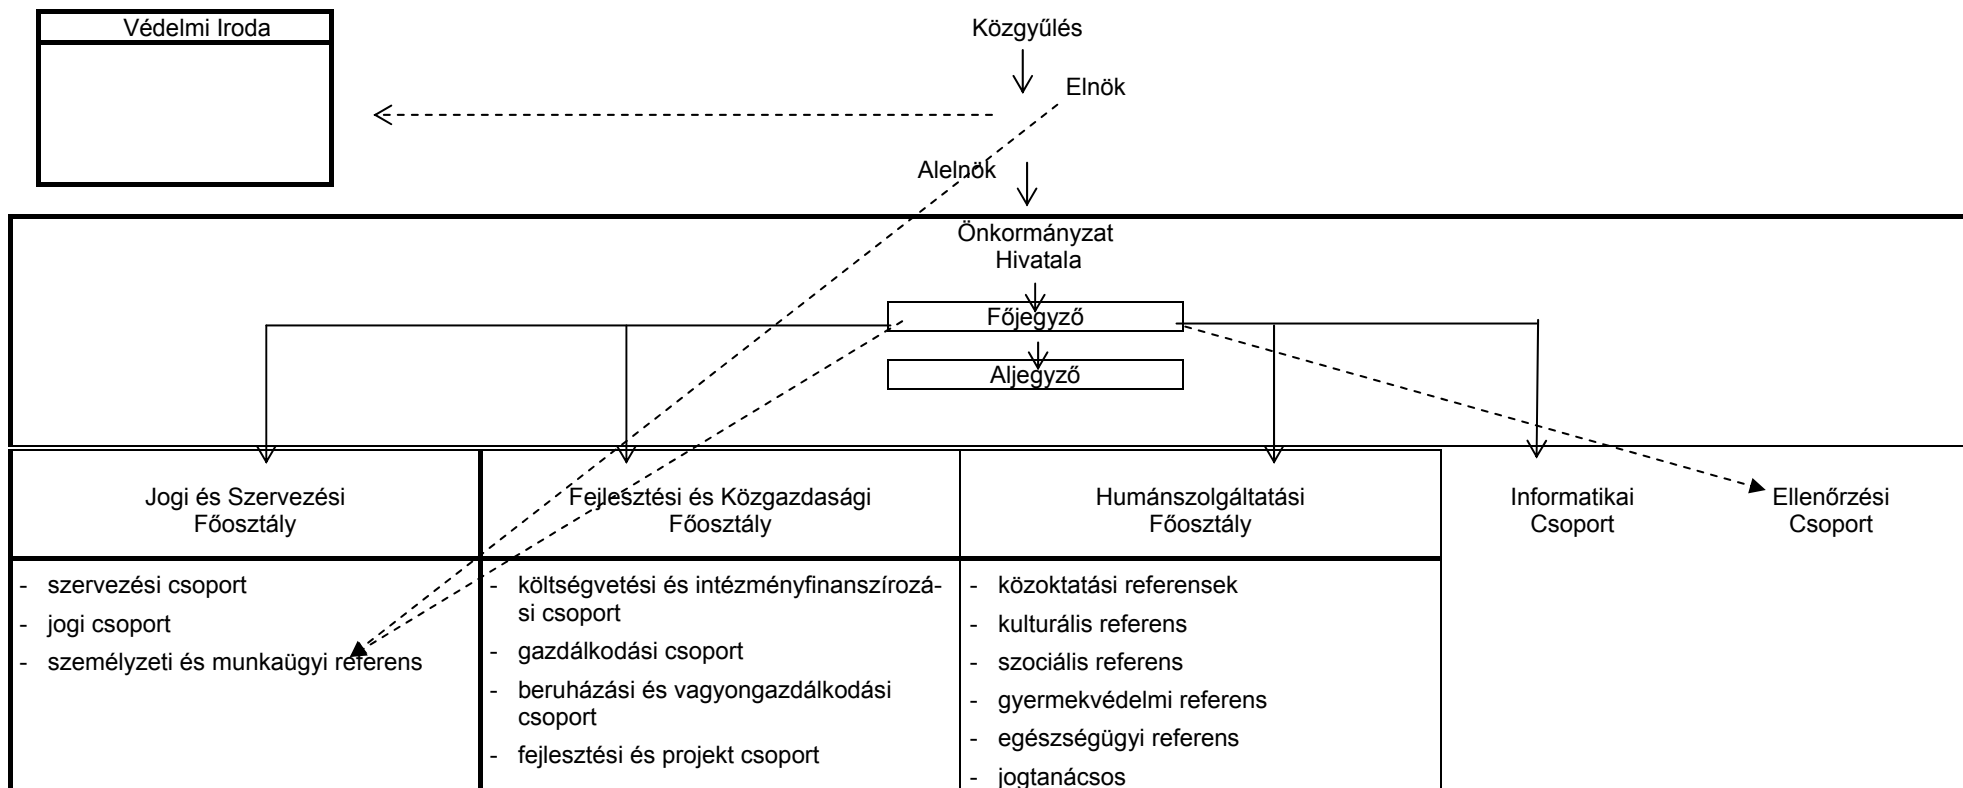 Védelmi Iroda
Közgyűlés
Elnök
Alelnök
Önkormányzat
Hivatala
Főjegyző
Aljegyző
Jogi és Szervezési
Főosztály
Fejlesztési és Közgazdasági
Főosztály
Humánszolgáltatási
Főosztály
Informatikai
Csoport
Ellenőrzési
Csoport
- szervezési csoport
- jogi csoport
- személyzeti és munkaügyi referens
- költségvetési és intézményfinanszírozá-
si csoport
- gazdálkodási csoport
- beruházási és vagyongazdálkodási
csoport
- fejlesztési és projekt csoport
- közoktatási referensek
- kulturális referens
- szociális referens
- gyermekvédelmi referens
- egészségügyi referens
- jogtanácsos